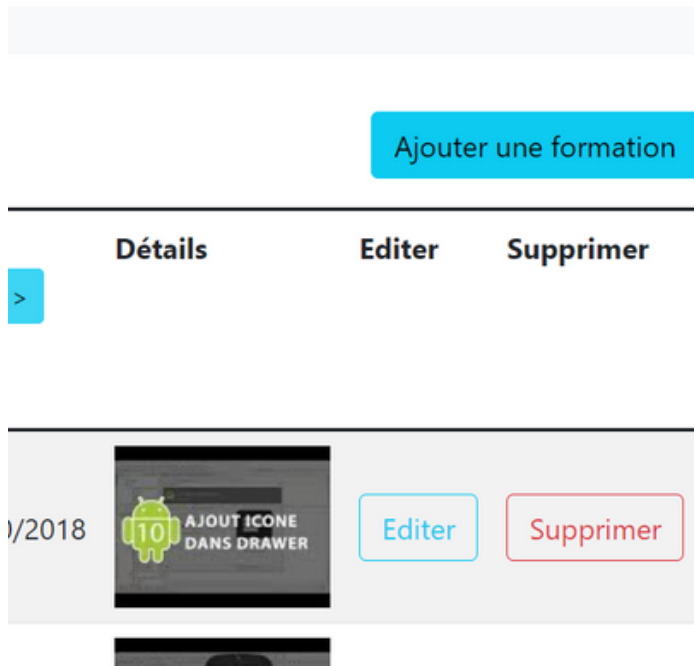 Ajouter une formation
Détails Editer Supprimer
>
/2018
10 AJOUT ICONE
DANS DRAWER
Editer Supprimer